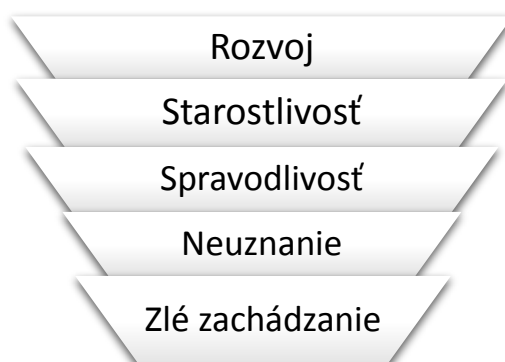 Rozvoj
Starostlivosť
Spravodlivosť
Neuznanie
Zlé zachádzanie